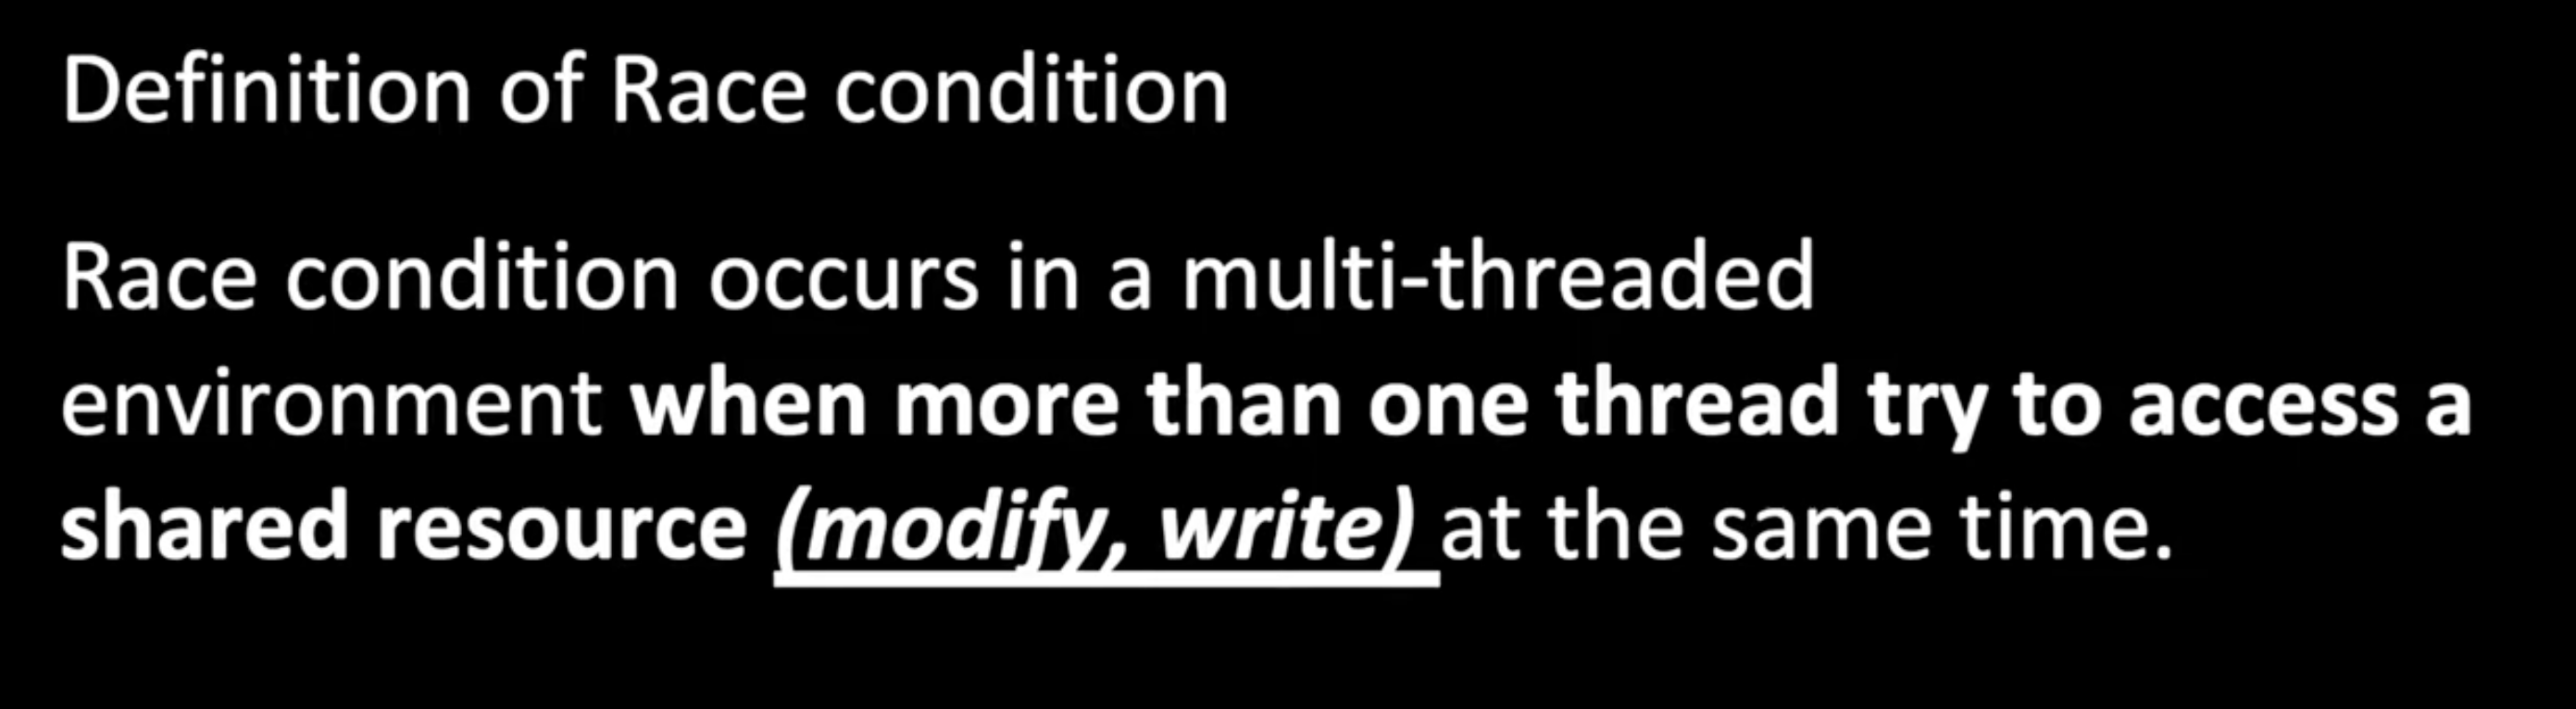 Definition of Race condition
Race condition occurs in a multi-threaded
environment when more than one thread try to access a
shared resource (modify, write) at the same time.